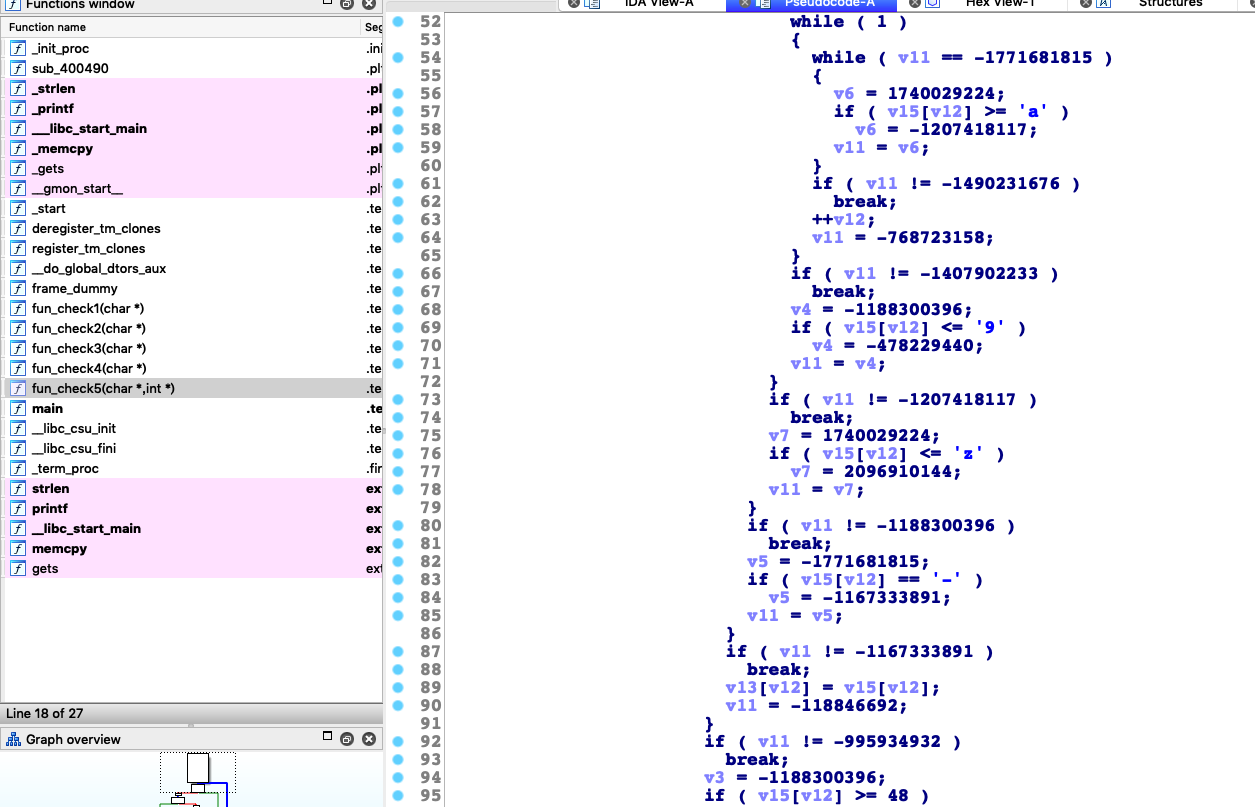 Functions window
IDA View-A
Pseudocode-A
Hex View-1
Structures
Function name
Seg
_init_proc .ini
sub_400490 .pl
_strlen .pl
_printf .pl
___libc_start_main .pl
_memcpy .pl
_gets .pl
__gmon_start__ .pl
_start .te
deregister_tm_clones .te
register_tm_clones .te
__do_global_dtors_aux .te
frame_dummy .te
fun_check1(char *) .te
fun_check2(char *) .te
fun_check3(char *) .te
fun_check4(char *) .te
fun_check5(char *,int *) .te
main .te
__libc_csu_init .te
__libc_csu_fini .te
_term_proc .fir
strlen ex
printf ex
__libc_start_main ex
memcpy ex
gets ext
Line 18 of 27
Graph overview
52 while ( 1 )
53 {
54 while ( v11 == -1771681815 )
55 {
56 v6 = 1740029224;
57 if ( v15[v12] >= 'a' )
58 v6 = -1207418117;
59 v11 = v6;
60 }
61 if ( v11 != -1490231676 )
62 break;
63 ++v12;
64 v11 = -768723158;
65 }
66 if ( v11 != -1407902233 )
67 break;
68 v4 = -1188300396;
69 if ( v15[v12] <= '9' )
70 v4 = -478229440;
71 v11 = v4;
72 }
73 if ( v11 != -1207418117 )
74 break;
75 v7 = 1740029224;
76 if ( v15[v12] <= 'z' )
77 v7 = 2096910144;
78 v11 = v7;
79 }
80 if ( v11 != -1188300396 )
81 break;
82 v5 = -1771681815;
83 if ( v15[v12] == '-' )
84 v5 = -1167333891;
85 v11 = v5;
86 }
87 if ( v11 != -1167333891 )
88 break;
89 v13[v12] = v15[v12];
90 v11 = -118846692;
91 }
92 if ( v11 != -995934932 )
93 break;
94 v3 = -1188300396;
95 if ( v15[v12] >= 48 )